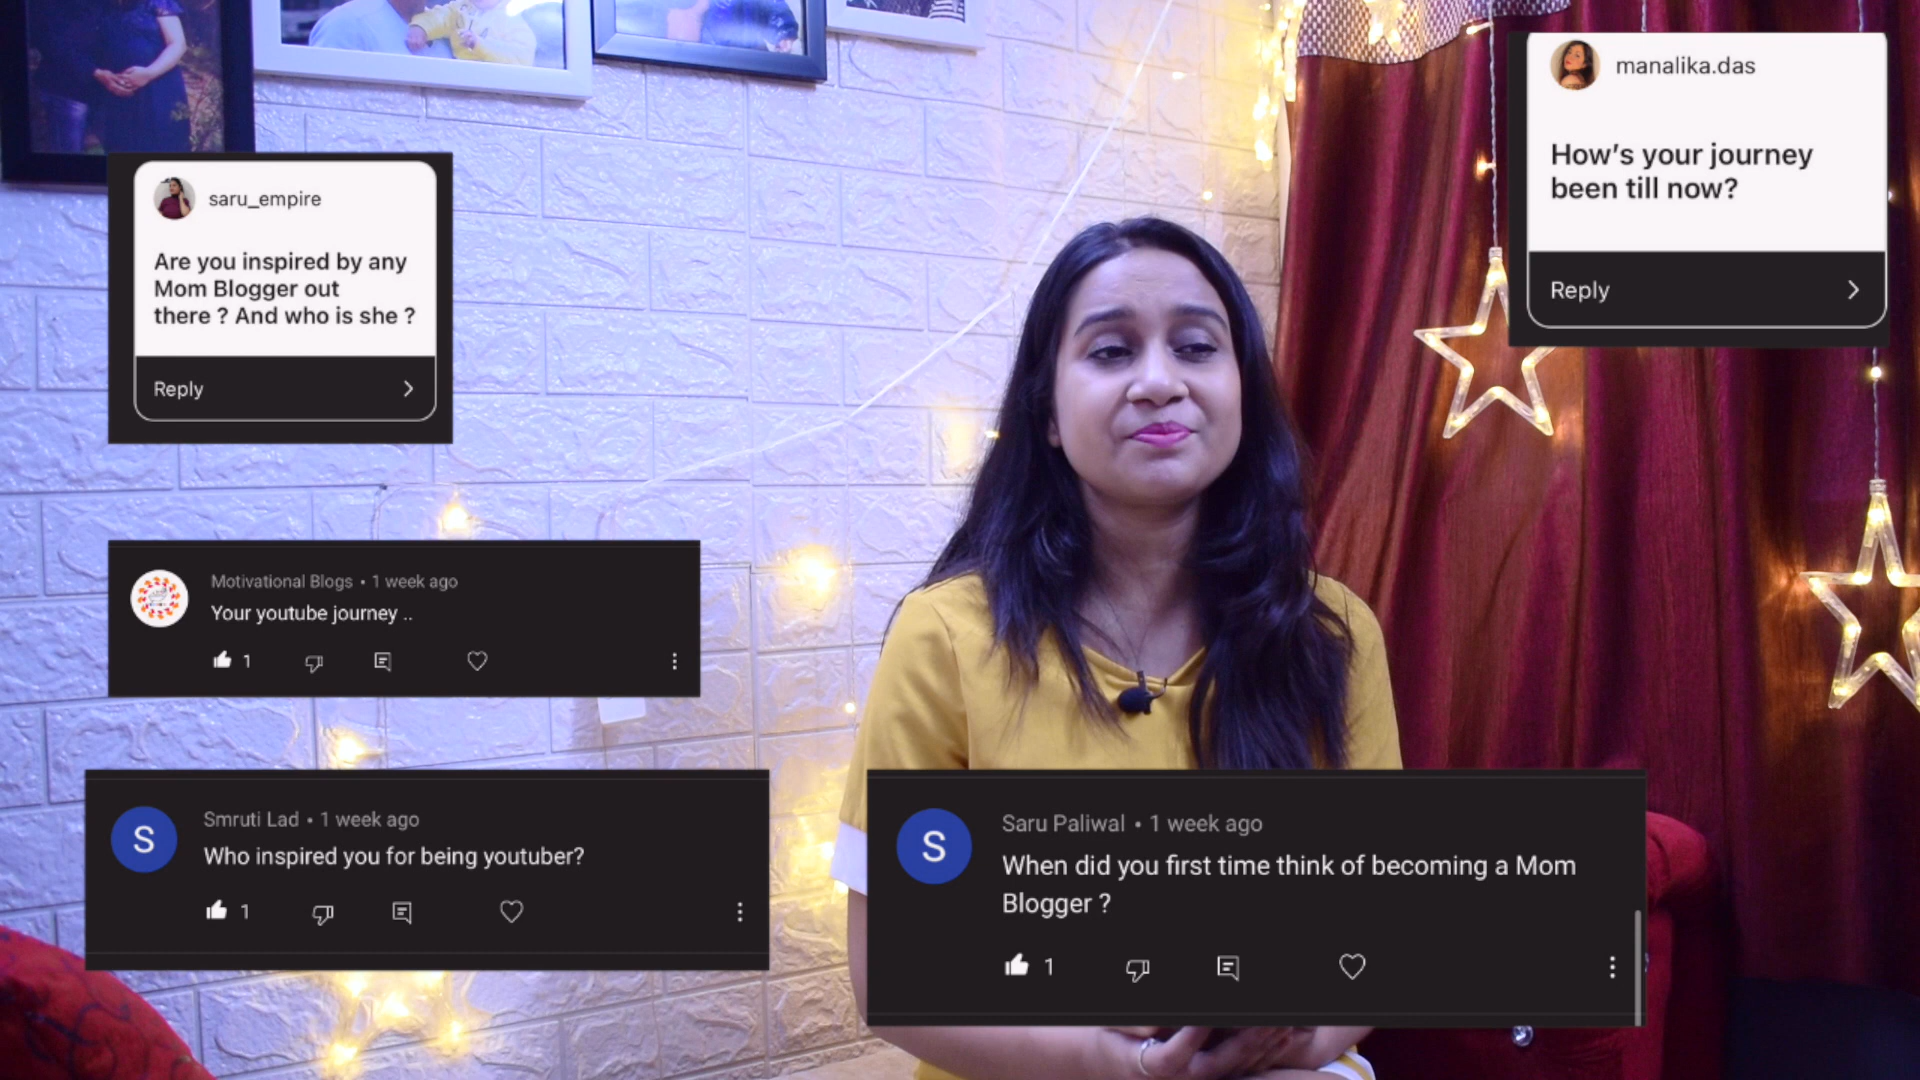 saru_empire
Are you inspired by any
Mom Blogger out
there ? And who is she ?
Reply
manalika.das
How's your journey
been till now?
Reply
Motivational Blogs • 1 week ago
Your youtube journey ..
1
S
Smruti Lad • 1 week ago
Who inspired you for being youtuber?
1
S
Saru Paliwal • 1 week ago
When did you first time think of becoming a Mom
Blogger ?
1